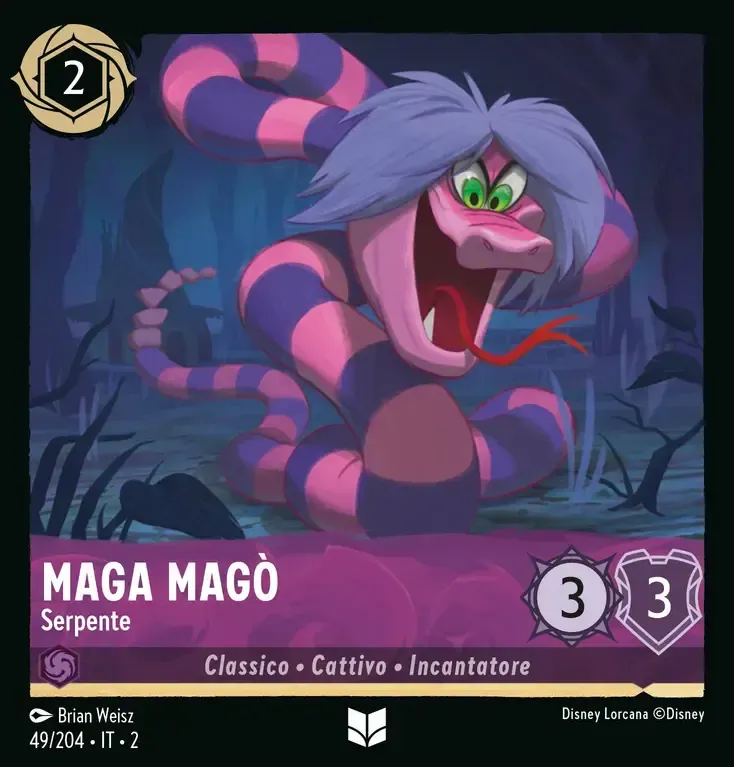 2
MAGA MAGÒ
Serpente
3
3
Classico • Cattivo • Incantatore
Brian Weisz
Disney Lorcana ©Disney
49/204 • IT • 2